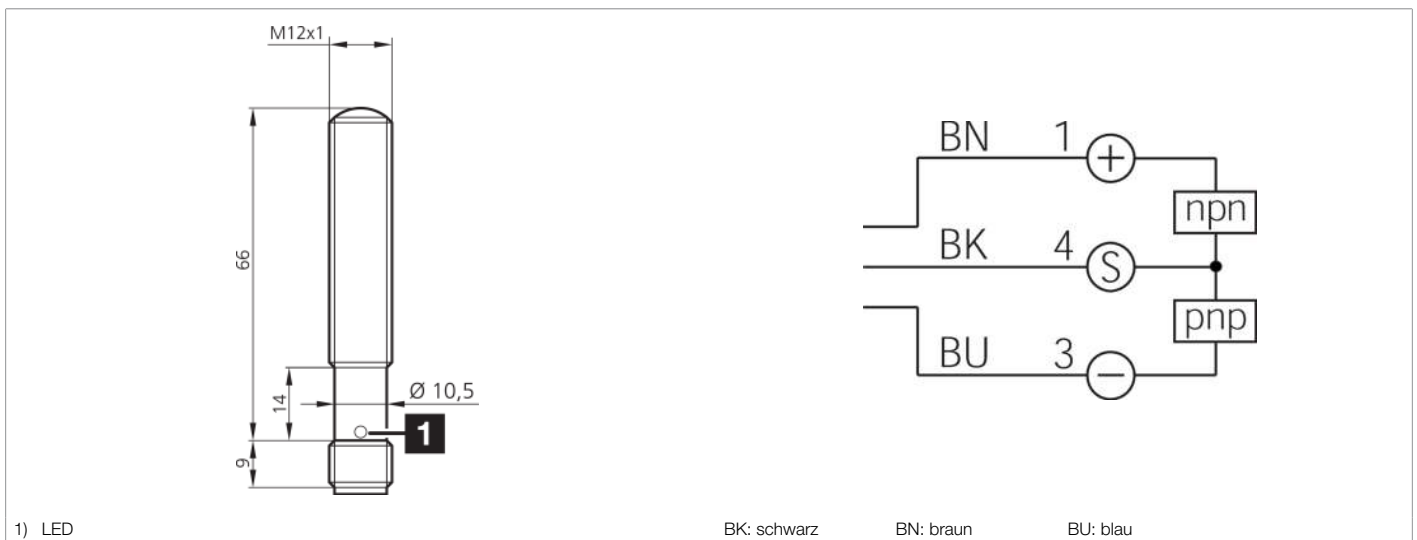 M12x1
66
14
Ø 10,5
1
9
BN 1 +
npn
BK 4 S
pnp
BU 3 −
1) LED
BK: schwarz BN: braun BU: blau